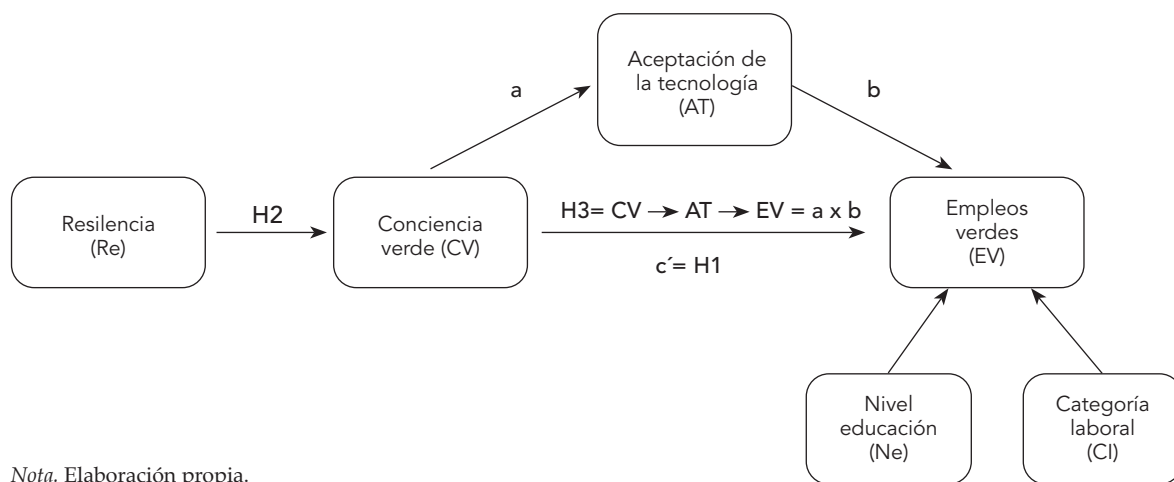 Aceptación de
la tecnología
(AT)
a
b
Resilencia
(Re)
H2
Conciencia
verde (CV)
H3= CV → AT → EV = a x b
c´= H1
Empleos
verdes
(EV)
Nivel
educación
(Ne)
Categoría
laboral
(Cl)
Nota. Elaboración propia.